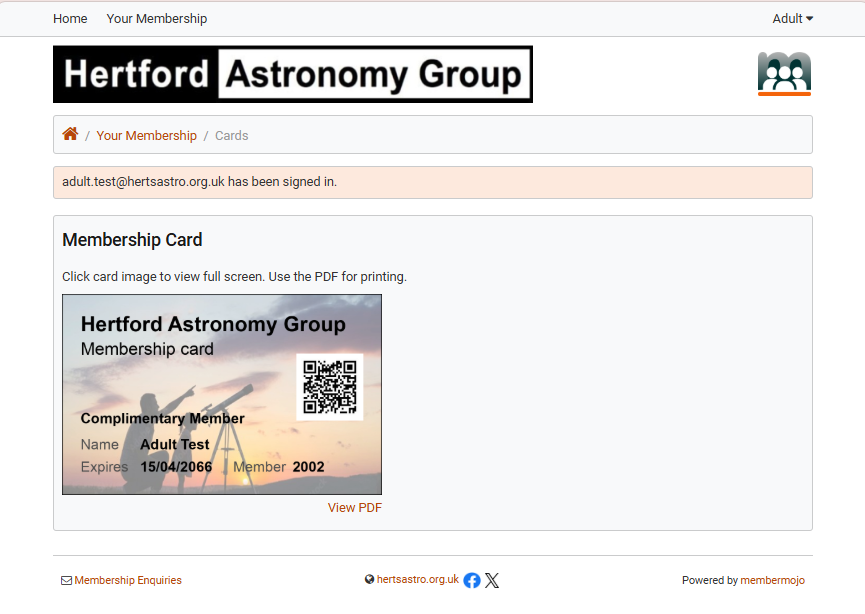 Home Your Membership Adult
Hertford Astronomy Group
/ Your Membership / Cards
adult.test@hertsastro.org.uk has been signed in.
Membership Card
Click card image to view full screen. Use the PDF for printing.
Hertford Astronomy Group
Membership card
Complimentary Member
Name Adult Test
Expires 15/04/2066 Member 2002
View PDF
Membership Enquiries hertsastro.org.uk Powered by membermojo